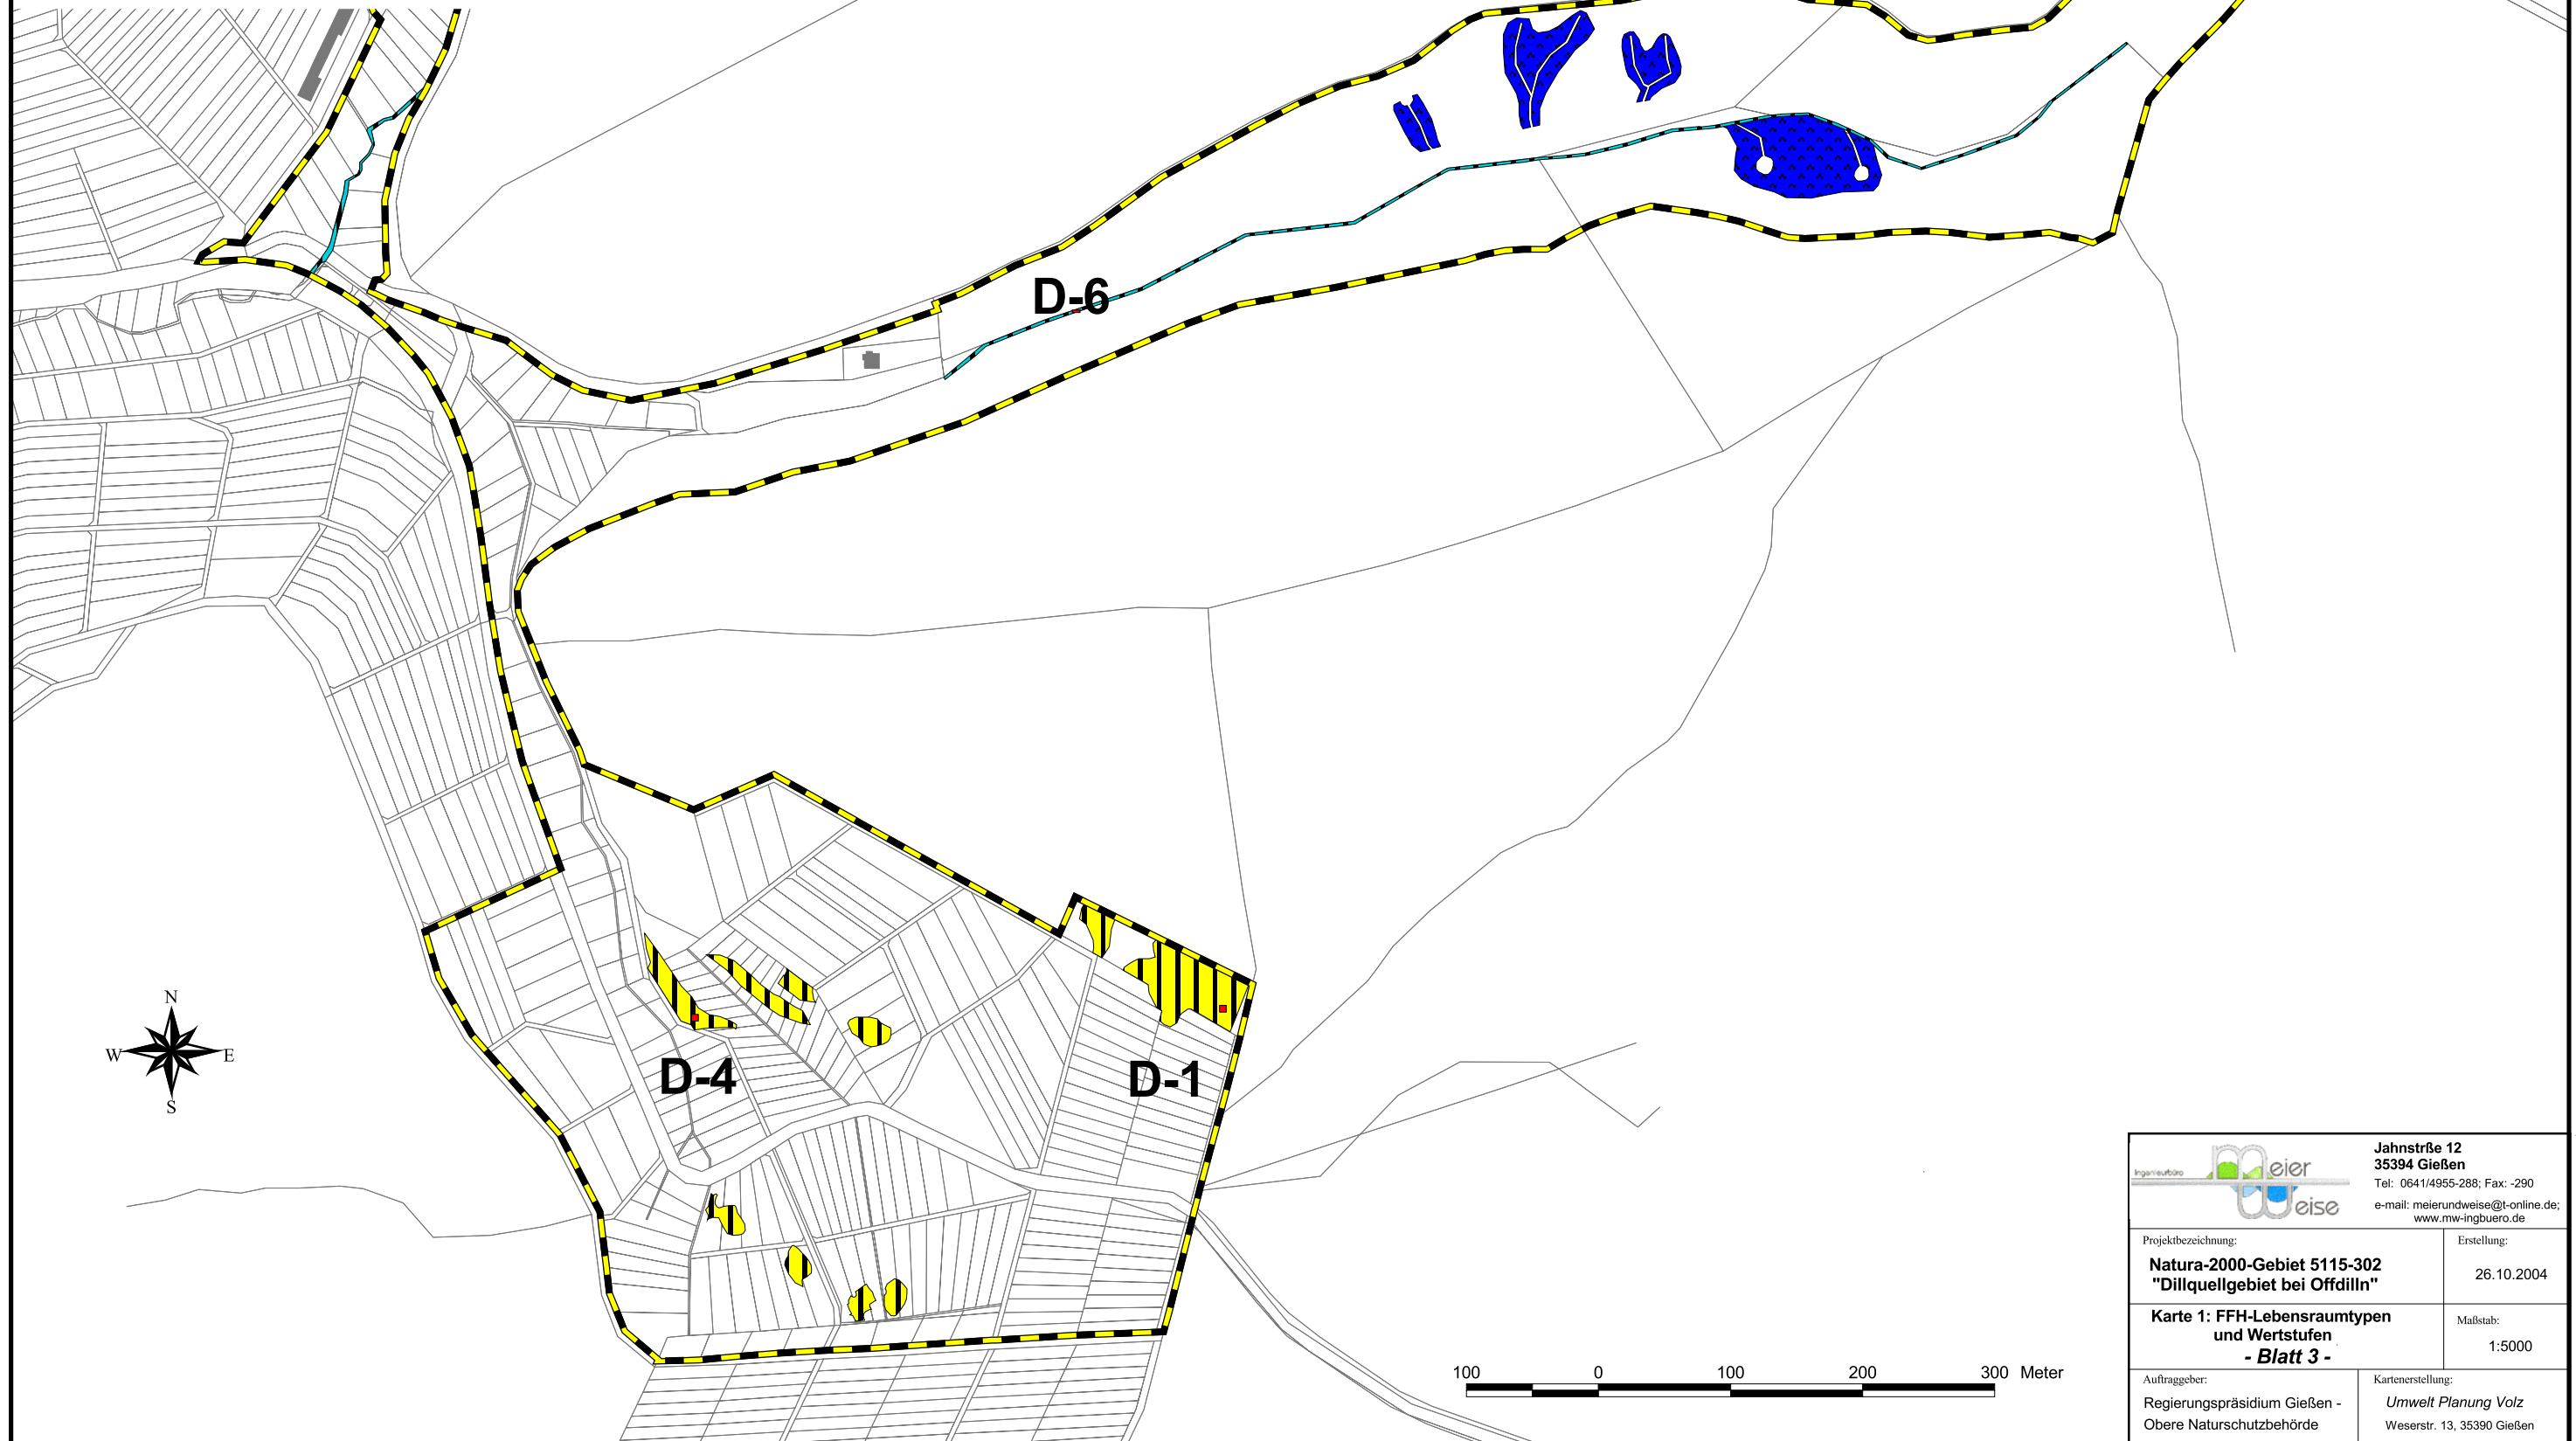 D-6
N
W E
S
D-4
D-1
100 0 100 200 300 Meter
Ingenieurbüro
Meier
Weise
Jahnstrße 12
35394 Gießen
Tel: 0641/4955-288; Fax: -290
e-mail: meierundweise@t-online.de;
www.mw-ingbuero.de
Projektbezeichnung:
Natura-2000-Gebiet 5115-302
"Dillquellgebiet bei Offdilln"
Erstellung:
26.10.2004
Karte 1: FFH-Lebensraumtypen
und Wertstufen
- Blatt 3 -
Maßstab:
1:5000
Auftraggeber:
Regierungspräsidium Gießen -
Obere Naturschutzbehörde
Kartenerstellung:
Umwelt Planung Volz
Weserstr. 13, 35390 Gießen